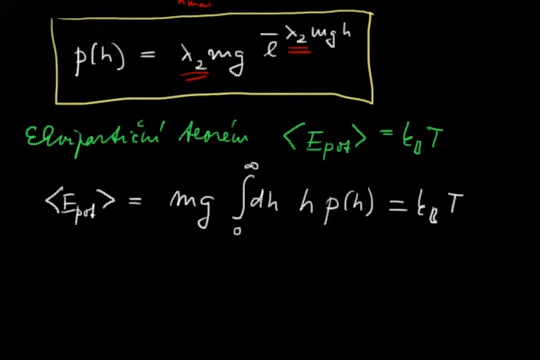 p(h) = λ₂mg e^{-λ₂mgh}
Ekvipartiční teorém ⟨E_pot⟩ = k_B T
⟨E_pot⟩ = mg ∫₀^∞ dh h p(h) = k_B T